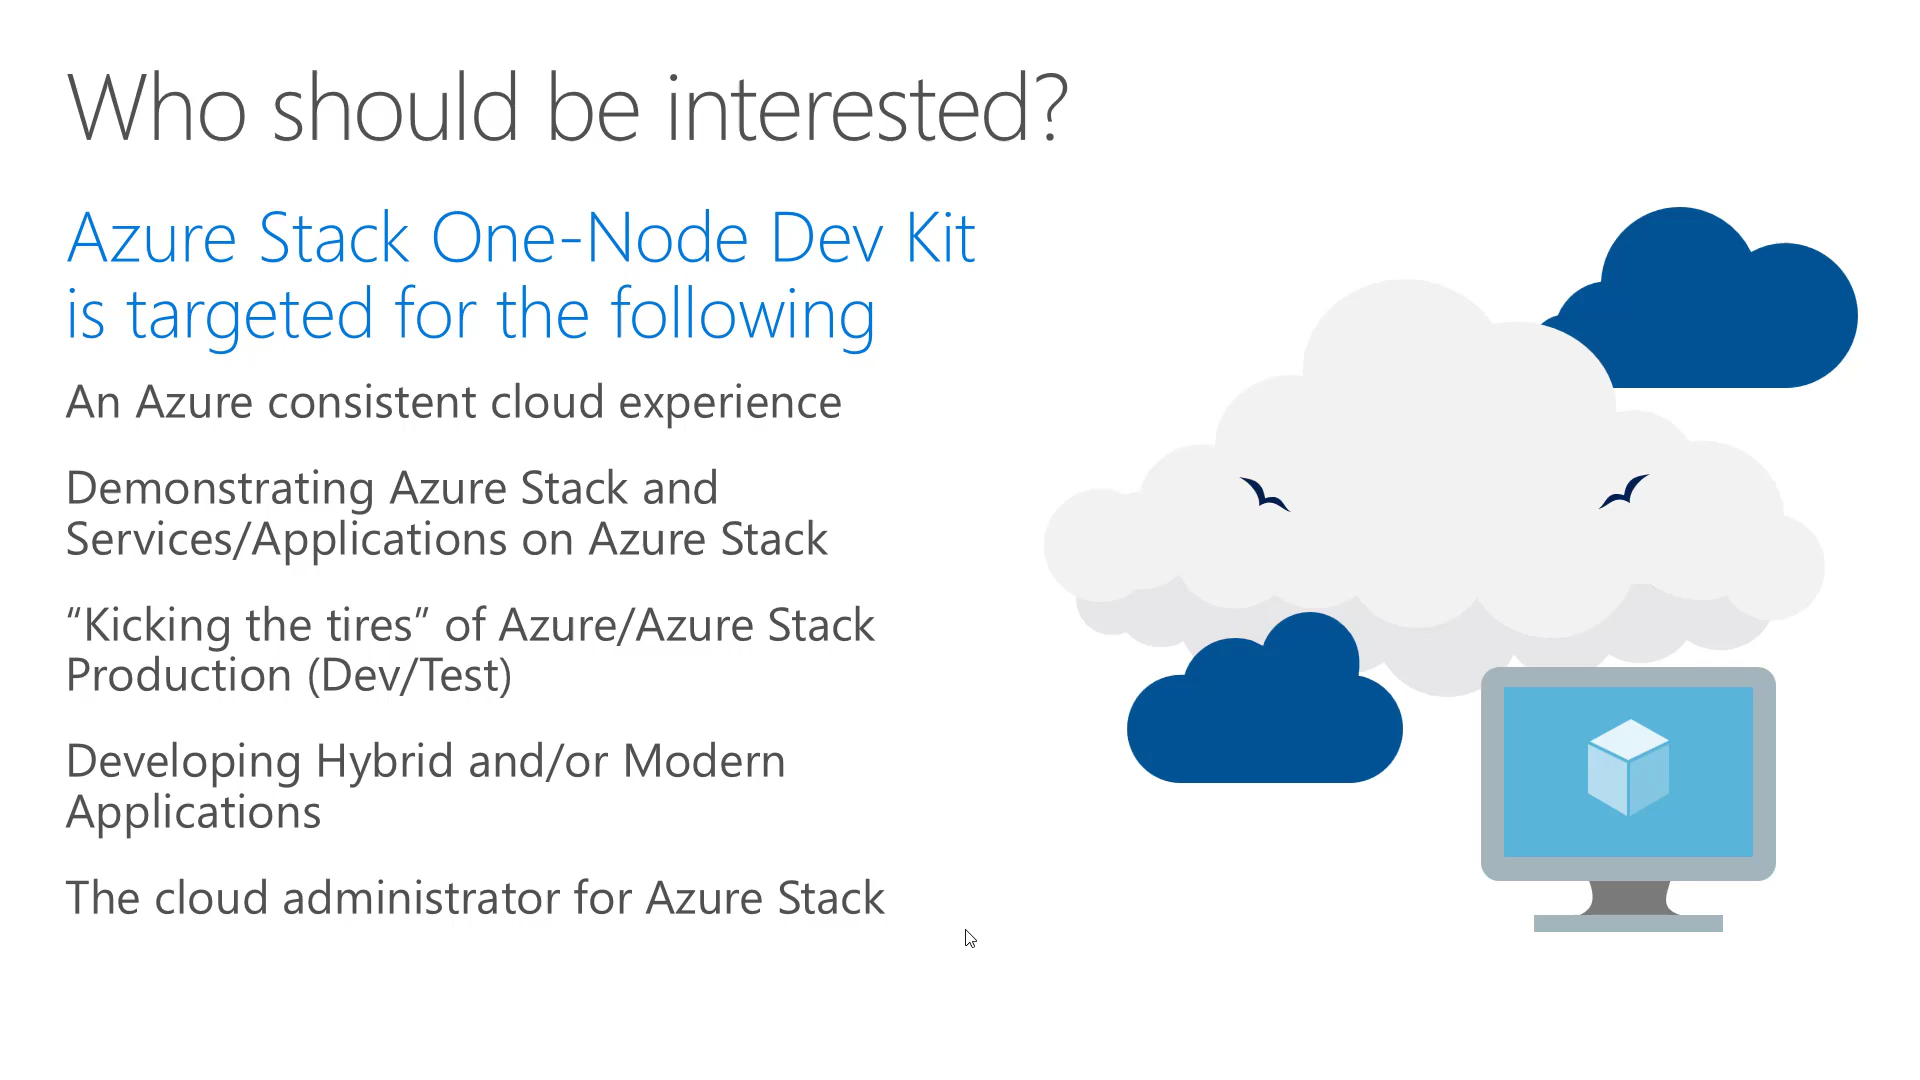 Who should be interested?
Azure Stack One-Node Dev Kit
is targeted for the following
An Azure consistent cloud experience
Demonstrating Azure Stack and
Services/Applications on Azure Stack
“Kicking the tires” of Azure/Azure Stack
Production (Dev/Test)
Developing Hybrid and/or Modern
Applications
The cloud administrator for Azure Stack